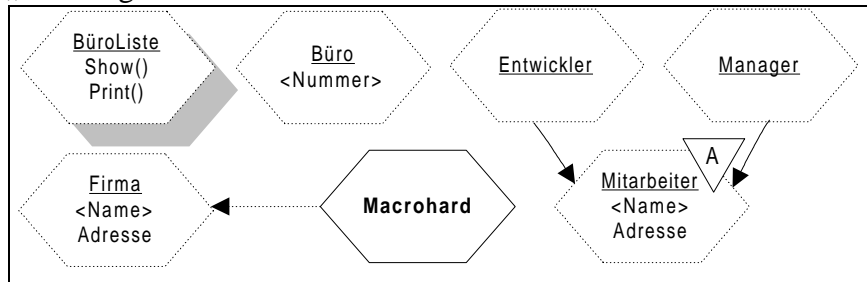 BüroListe
Show()
Print()
Büro
<Nummer>
Entwickler
Manager
Firma
<Name>
Adresse
Macrohard
A
Mitarbeiter
<Name>
Adresse